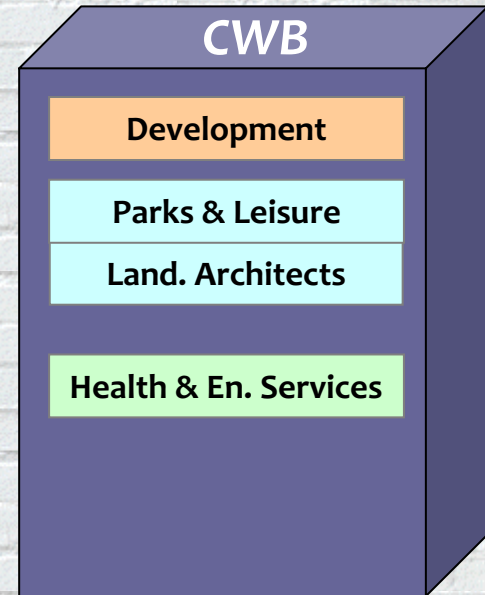 CWB
Development
Parks & Leisure
Land. Architects
Health & En. Services